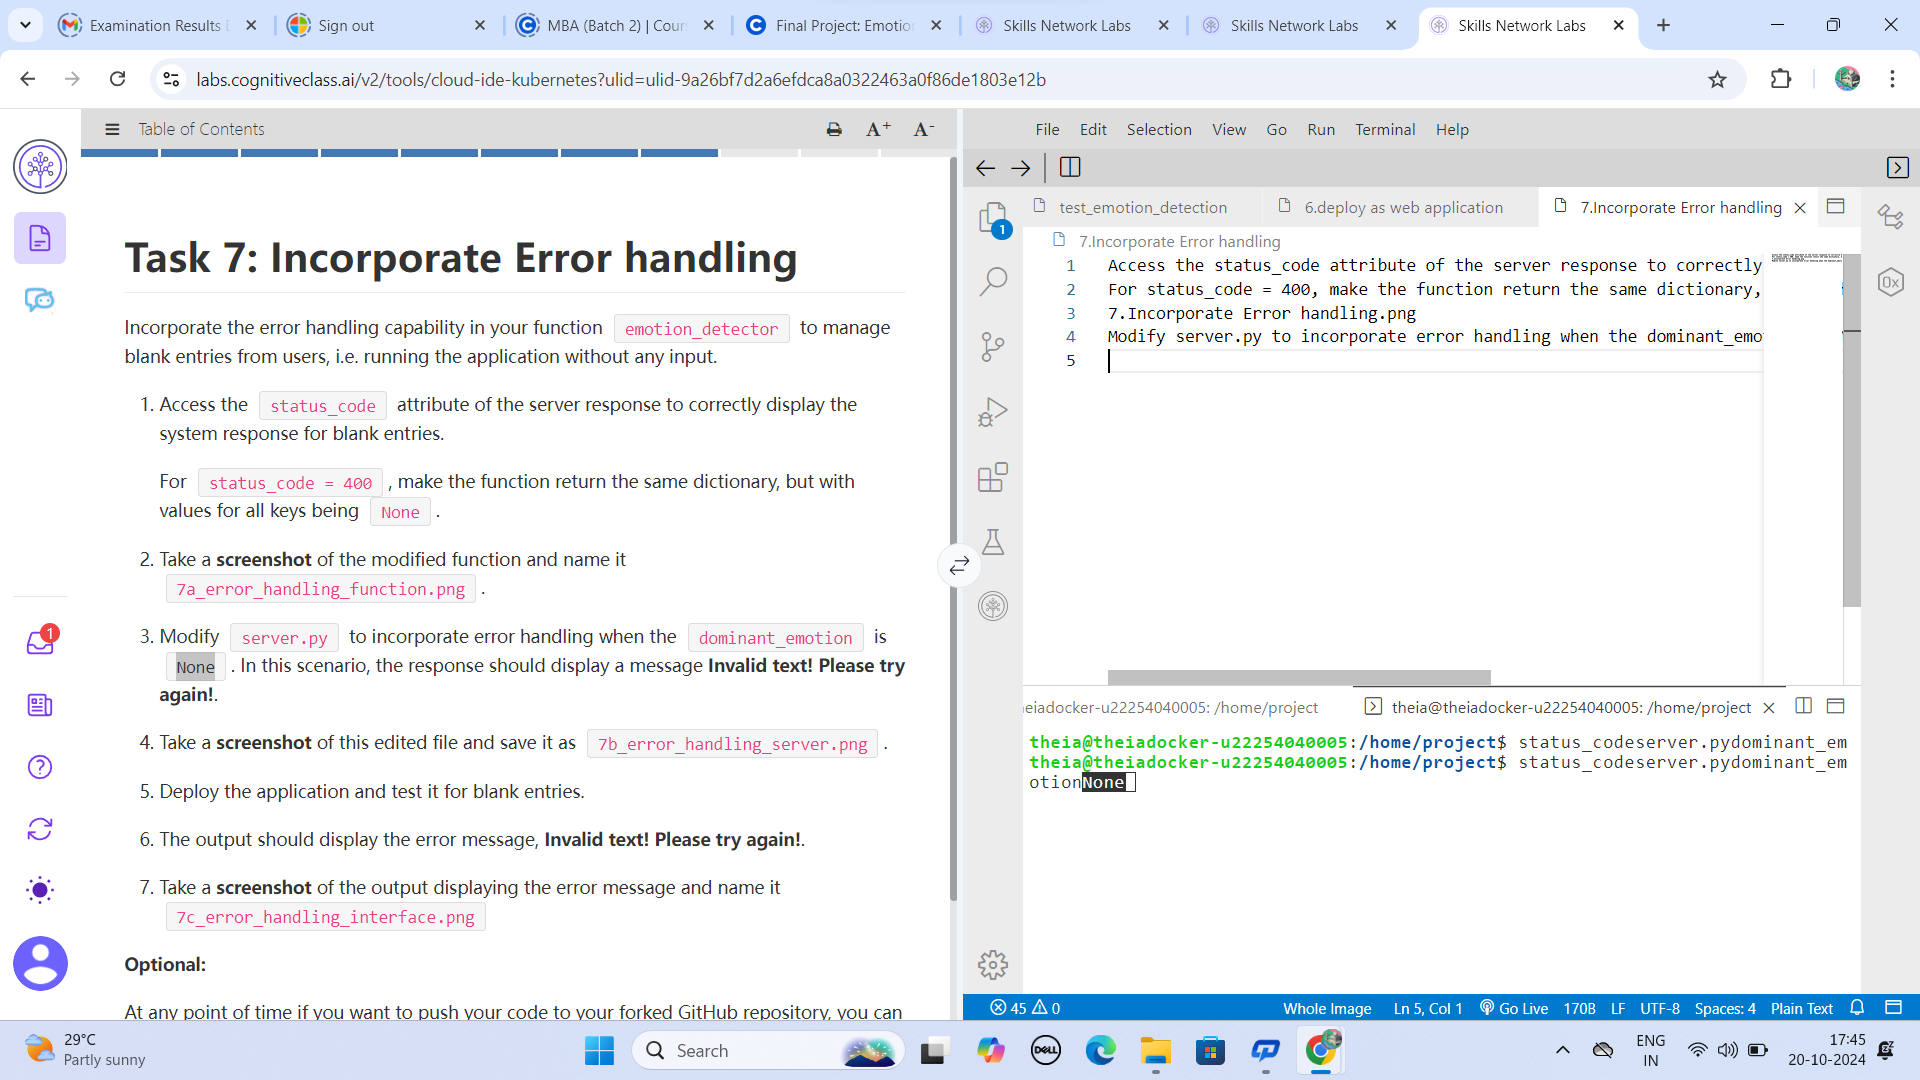 Examination Results D
Sign out
MBA (Batch 2) | Cour
Final Project: Emotion
Skills Network Labs
Skills Network Labs
Skills Network Labs
labs.cognitiveclass.ai/v2/tools/cloud-ide-kubernetes?ulid=ulid-9a26bf7d2a6efdca8a0322463a0f86de1803e12b
Table of Contents
A+ A-
Task 7: Incorporate Error handling
Incorporate the error handling capability in your function emotion_detector to manage
blank entries from users, i.e. running the application without any input.
1. Access the status_code attribute of the server response to correctly display the
system response for blank entries.
For status_code = 400 , make the function return the same dictionary, but with
values for all keys being None .
2. Take a screenshot of the modified function and name it
7a_error_handling_function.png .
3. Modify server.py to incorporate error handling when the dominant_emotion is
None . In this scenario, the response should display a message Invalid text! Please try
again!.
4. Take a screenshot of this edited file and save it as 7b_error_handling_server.png .
5. Deploy the application and test it for blank entries.
6. The output should display the error message, Invalid text! Please try again!.
7. Take a screenshot of the output displaying the error message and name it
7c_error_handling_interface.png
Optional:
At any point of time if you want to push your code to your forked GitHub repository, you can
1
File Edit Selection View Go Run Terminal Help
1
test_emotion_detection
6.deploy as web application
7.Incorporate Error handling
7.Incorporate Error handling
1 Access the status_code attribute of the server response to correctly
2 For status_code = 400, make the function return the same dictionary,
3 7.Incorporate Error handling.png
4 Modify server.py to incorporate error handling when the dominant_emo
5
0x
eiadocker-u22254040005: /home/project
theia@theiadocker-u22254040005: /home/project
theia@theiadocker-u22254040005:/home/project$ status_codeserver.pydominant_em
theia@theiadocker-u22254040005:/home/project$ status_codeserver.pydominant_em
otionNone
45 0
Whole Image Ln 5, Col 1 Go Live 170B LF UTF-8 Spaces: 4 Plain Text
29°C
Partly sunny
Search
DELL
ENG
IN
17:45
20-10-2024